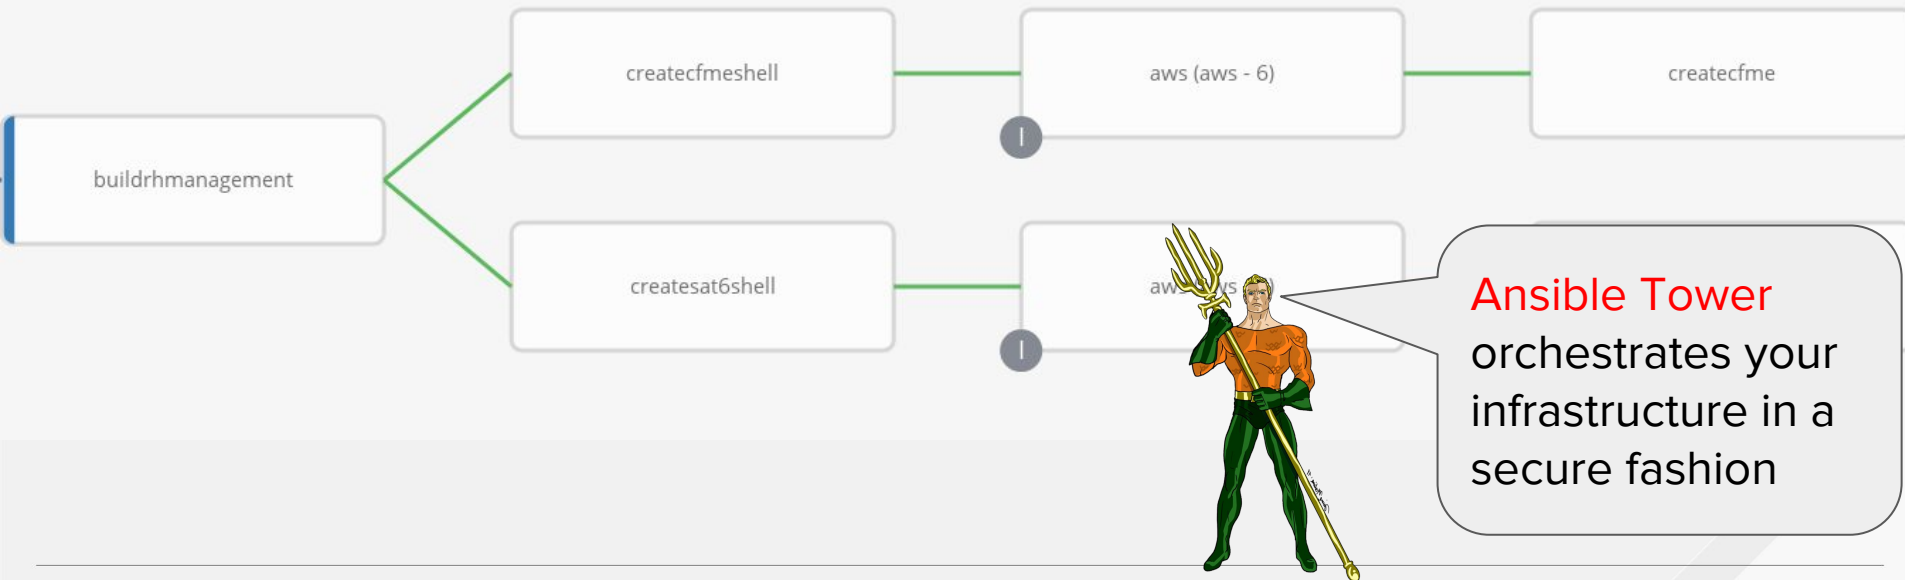 createcfmeshell
aws (aws - 6)
createcfme
buildrhmanagement
createsat6shell
Ansible Tower
orchestrates your
infrastructure in a
secure fashion
I
I